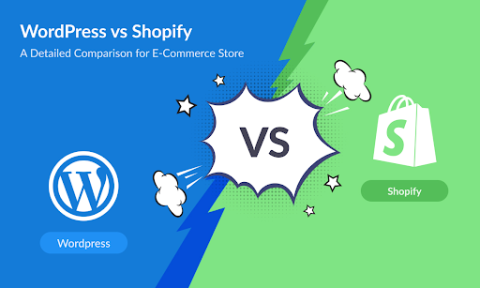 WordPress vs Shopify
A Detailed Comparison for E-Commerce Store
VS
Wordpress
Shopify